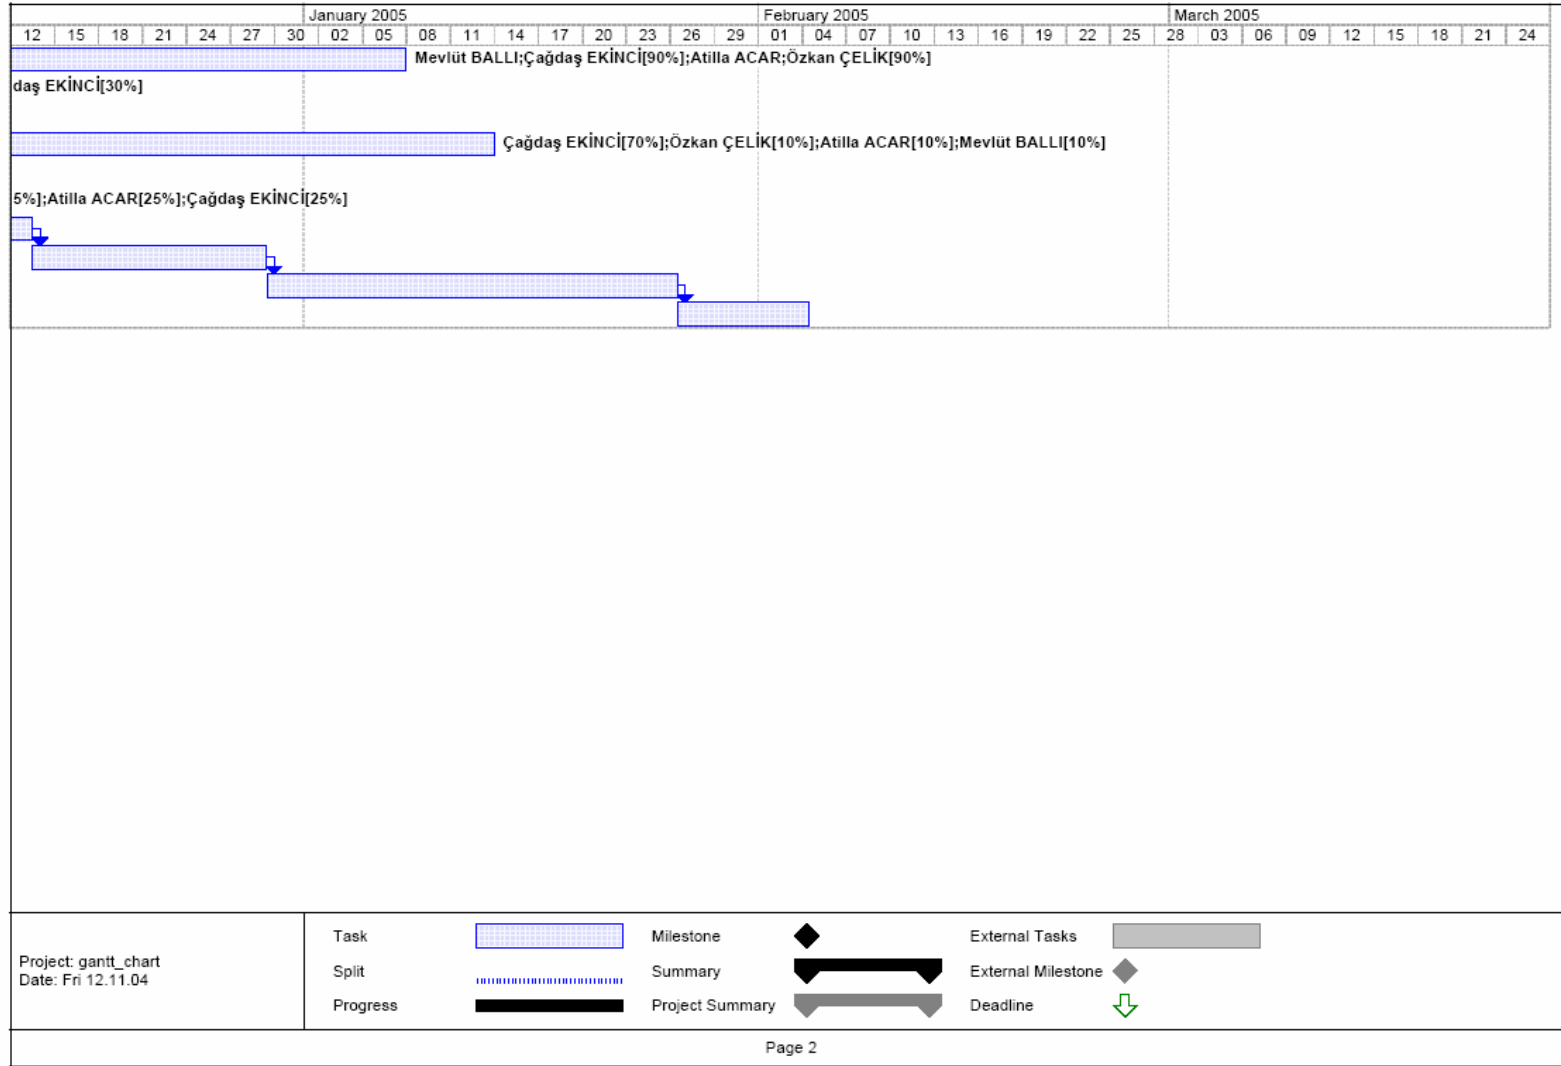 January 2005 February 2005 March 2005
12 15 18 21 24 27 30 02 05 08 11 14 17 20 23 26 29 01 04 07 10 13 16 19 22 25 28 03 06 09 12 15 18 21 24
Mevlüt BALLI;Çağdaş EKİNCİ[90%];Atilla ACAR;Özkan ÇELİK[90%]
daş EKİNCİ[30%]
Çağdaş EKİNCİ[70%];Özkan ÇELİK[10%];Atilla ACAR[10%];Mevlüt BALLI[10%]
5%];Atilla ACAR[25%];Çağdaş EKİNCİ[25%]
Project: gantt_chart
Date: Fri 12.11.04
Task Milestone External Tasks
Split Summary External Milestone
Progress Project Summary Deadline
Page 2